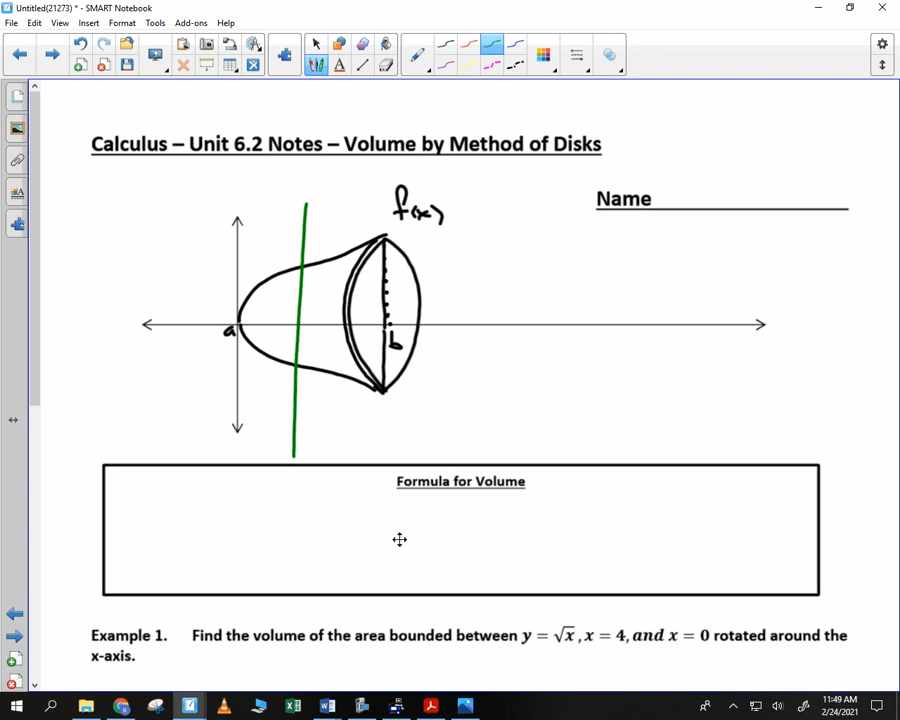 Untitled(21273) * - SMART Notebook
File Edit View Insert Format Tools Add-ons Help
Calculus – Unit 6.2 Notes – Volume by Method of Disks
Name
f(x)
a
b
Formula for Volume
Example 1. Find the volume of the area bounded between y = √x, x = 4, and x = 0 rotated around the
x-axis.
11:49 AM
2/24/2021